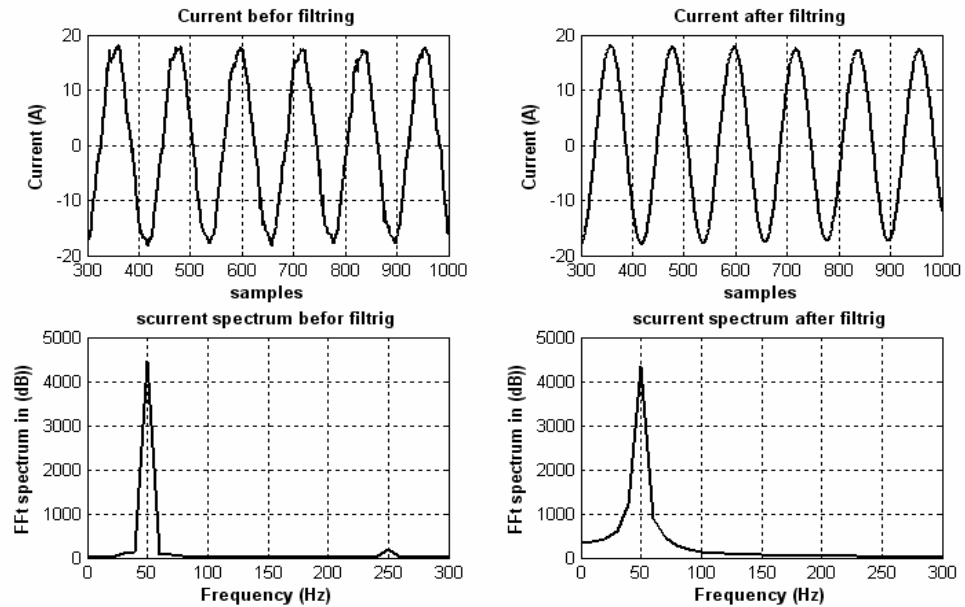 Current befor filtring
Current (A)
20
10
0
-10
-20
300 400 500 600 700 800 900 1000
samples
Current after filtring
Current (A)
20
10
0
-10
-20
300 400 500 600 700 800 900 1000
samples
scurrent spectrum befor filtrig
FFt spectrum in (dB))
5000
4000
3000
2000
1000
0
0 50 100 150 200 250 300
Frequency (Hz)
scurrent spectrum after filtrig
FFt spectrum in (dB))
5000
4000
3000
2000
1000
0
0 50 100 150 200 250 300
Frequency (Hz)